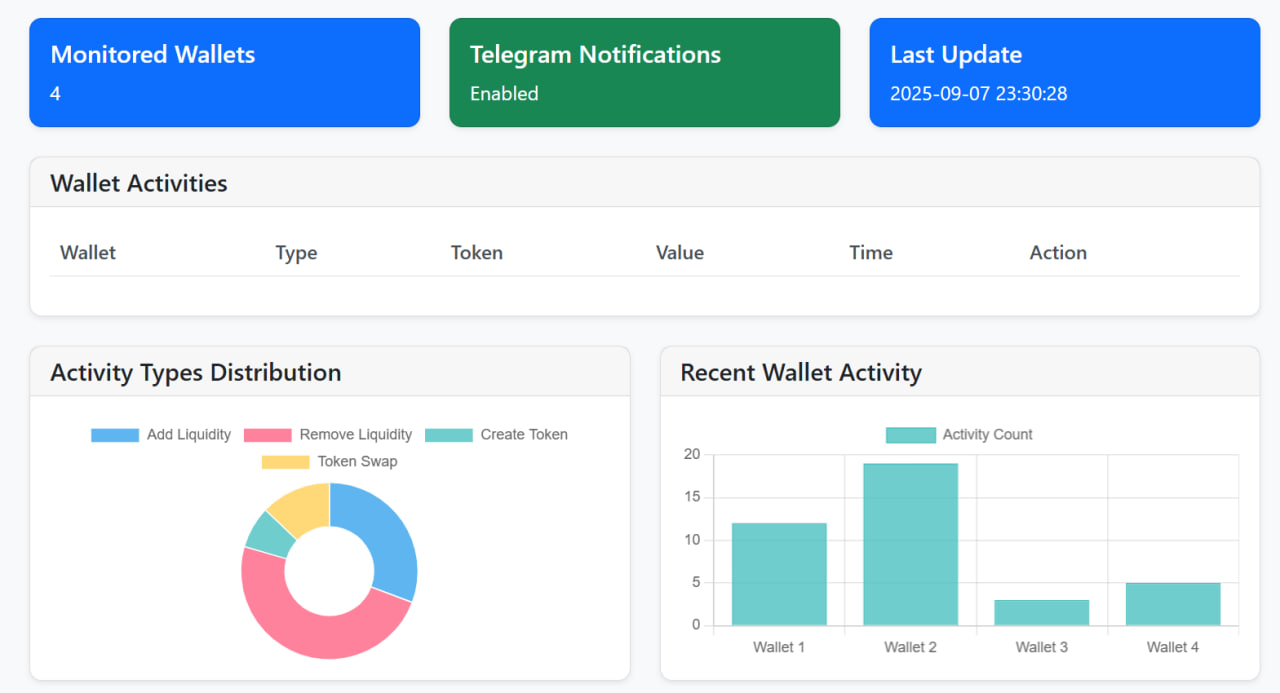 Monitored Wallets
4
Telegram Notifications
Enabled
Last Update
2025-09-07 23:30:28
Wallet Activities
Wallet Type Token Value Time Action
Activity Types Distribution
Add Liquidity Remove Liquidity Create Token
Token Swap
Recent Wallet Activity
Activity Count
20
15
10
5
0
Wallet 1 Wallet 2 Wallet 3 Wallet 4